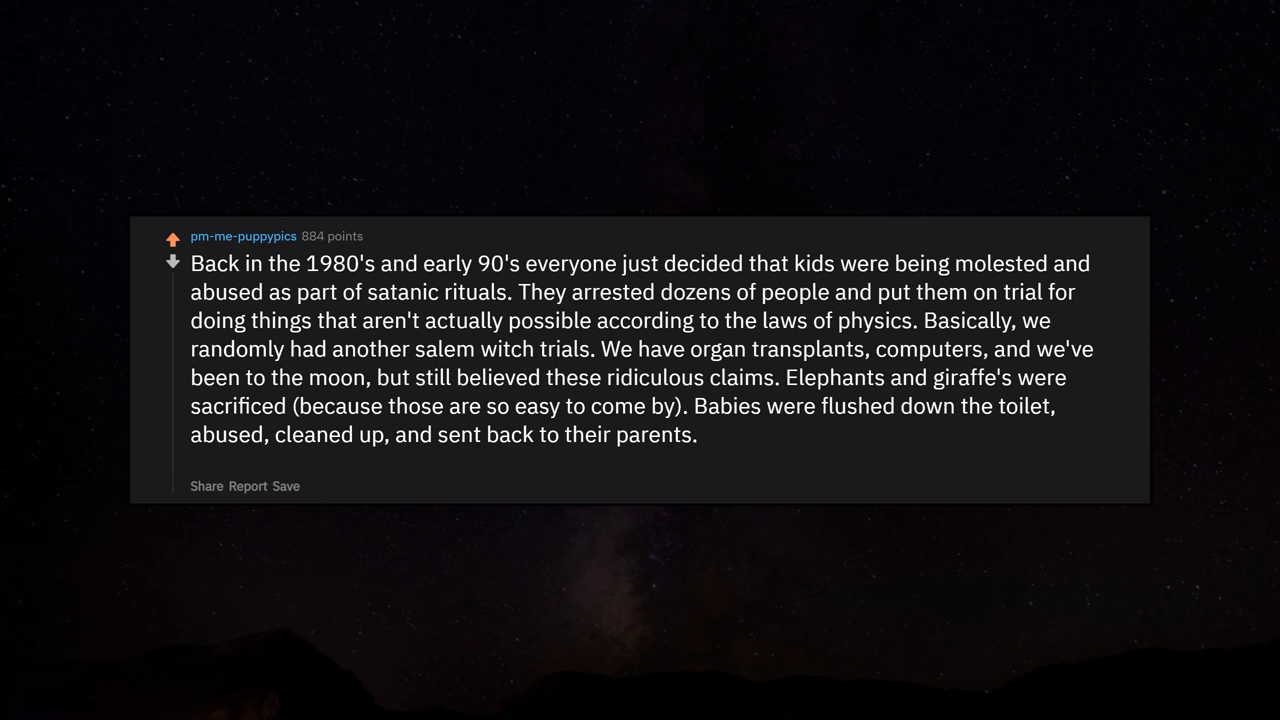 pm-me-puppypics 884 points
Back in the 1980's and early 90's everyone just decided that kids were being molested and
abused as part of satanic rituals. They arrested dozens of people and put them on trial for
doing things that aren't actually possible according to the laws of physics. Basically, we
randomly had another salem witch trials. We have organ transplants, computers, and we've
been to the moon, but still believed these ridiculous claims. Elephants and giraffe's were
sacrificed (because those are so easy to come by). Babies were flushed down the toilet,
abused, cleaned up, and sent back to their parents.
Share Report Save